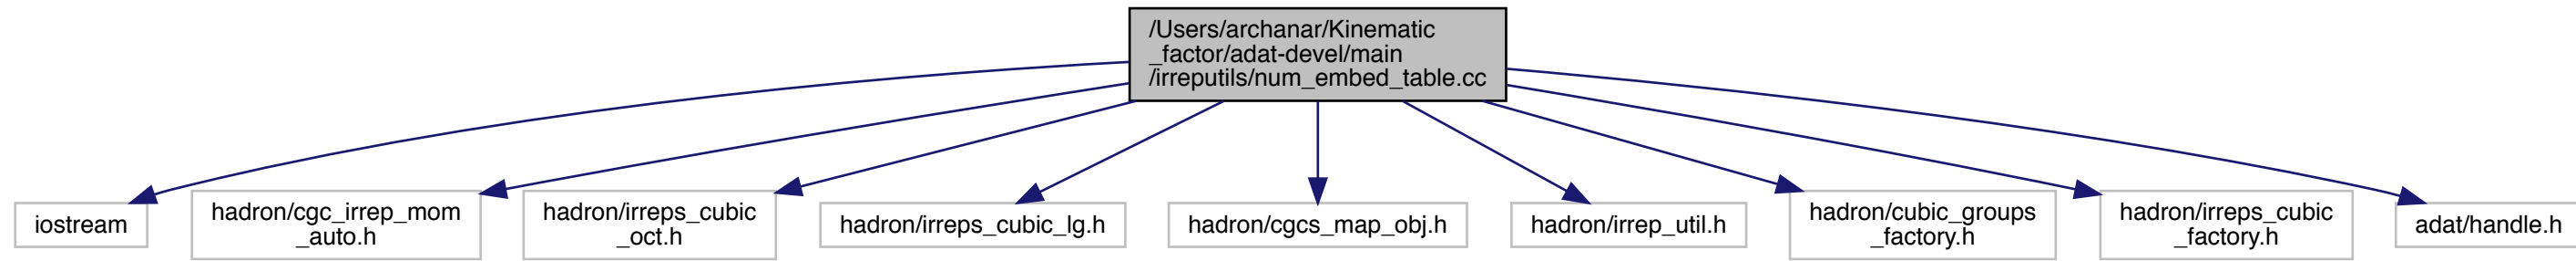 /Users/archanar/Kinematic
_factor/adat-devel/main
/irreputils/num_embed_table.cc
iostream
hadron/cgc_irrep_mom
_auto.h
hadron/irreps_cubic
_oct.h
hadron/irreps_cubic_lg.h
hadron/cgcs_map_obj.h
hadron/irrep_util.h
hadron/cubic_groups
_factory.h
hadron/irreps_cubic
_factory.h
adat/handle.h